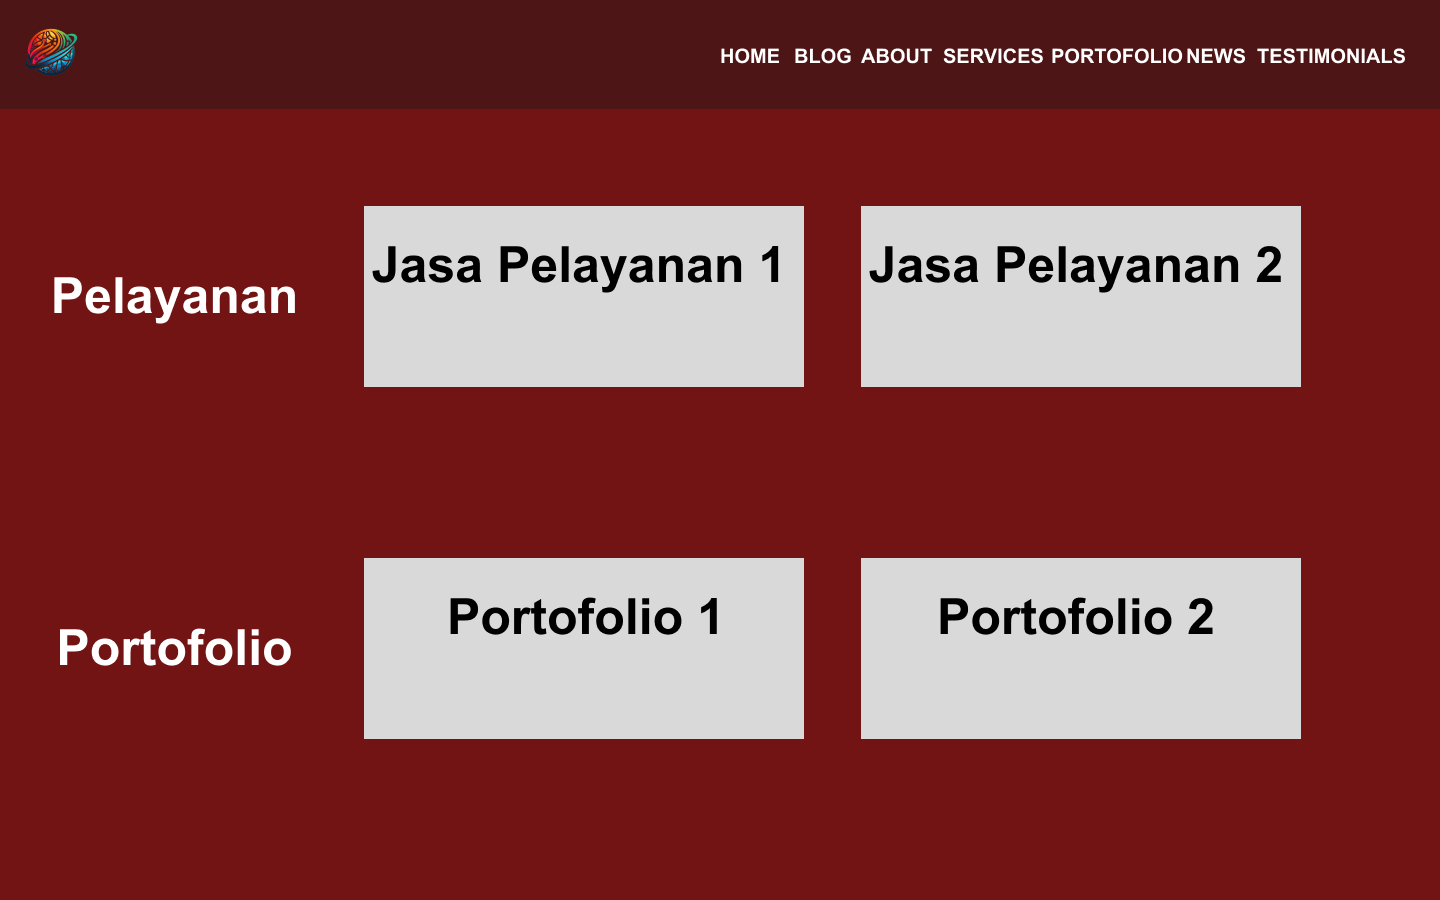 HOME BLOG ABOUT SERVICES PORTOFOLIO NEWS TESTIMONIALS
Pelayanan
Jasa Pelayanan 1
Jasa Pelayanan 2
Portofolio
Portofolio 1
Portofolio 2